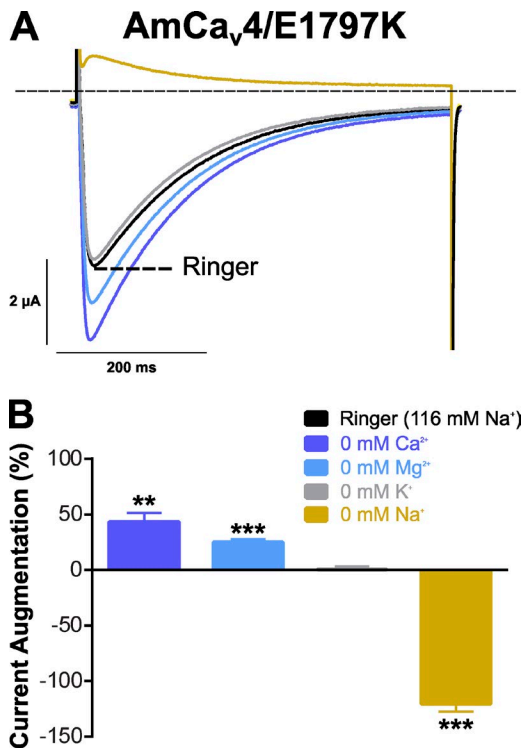 A
AmCaᵥ4/E1797K
Ringer
2 µA
200 ms
B
Ringer (116 mM Na⁺)
0 mM Ca²⁺
0 mM Mg²⁺
0 mM K⁺
0 mM Na⁺
Current Augmentation (%)
100
50
0
-50
-100
-150
**
***
***